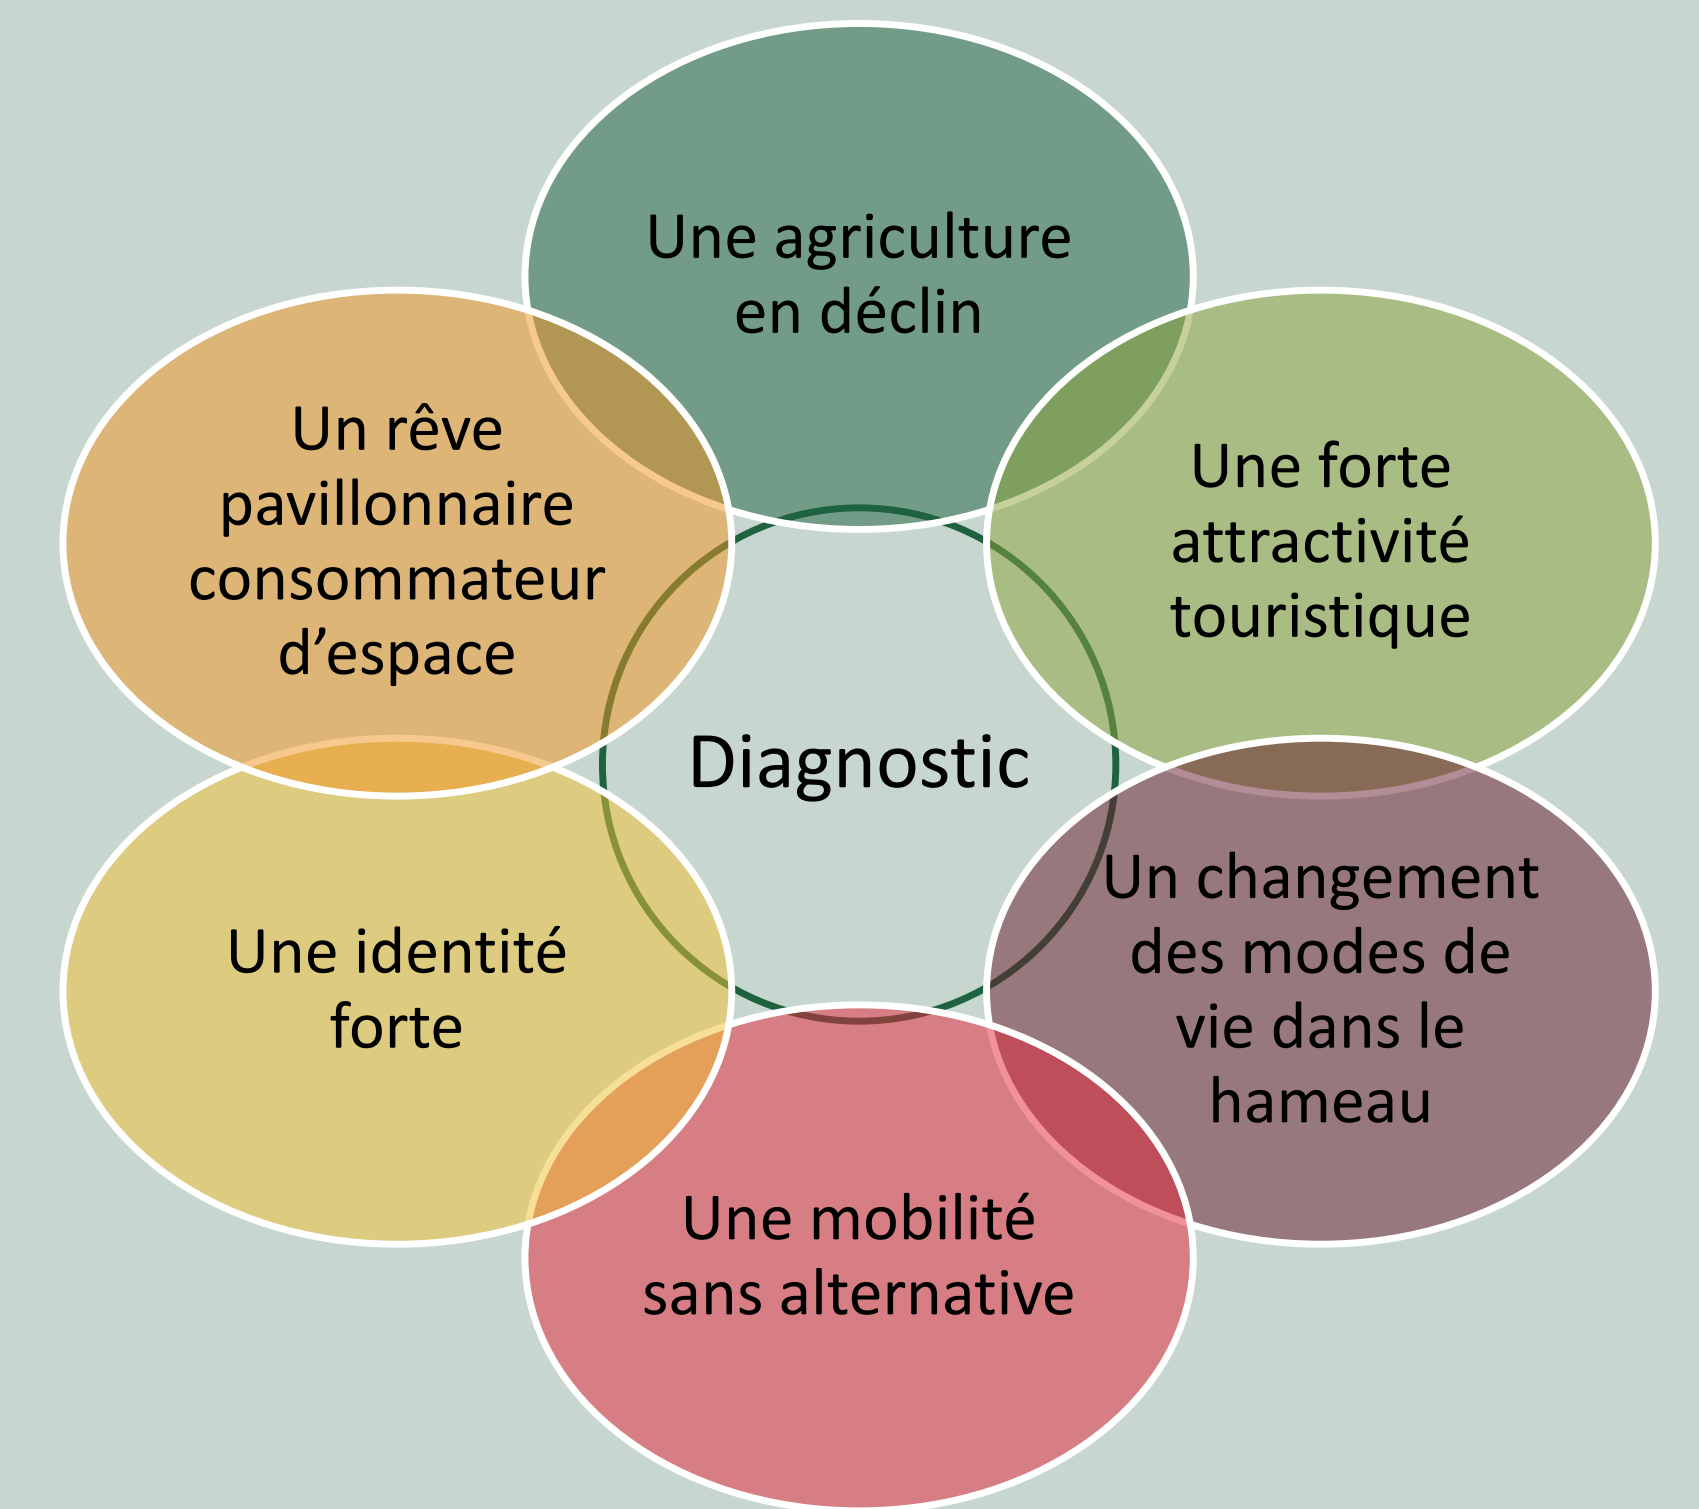 Une agriculture
en déclin
Une forte
attractivité
touristique
Un changement
des modes de
vie dans le
hameau
Une mobilité
sans alternative
Une identité
forte
Un rêve
pavillonnaire
consommateur
d’espace
Diagnostic